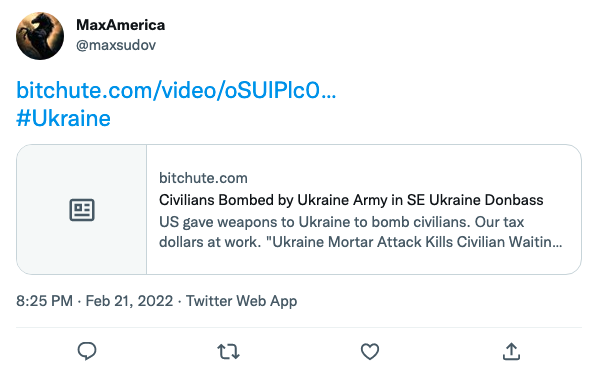 MaxAmerica
@maxsudov
bitchute.com/video/oSUlPlc0…
#Ukraine
bitchute.com
Civilians Bombed by Ukraine Army in SE Ukraine Donbass
US gave weapons to Ukraine to bomb civilians. Our tax
dollars at work. "Ukraine Mortar Attack Kills Civilian Waitin…
8:25 PM · Feb 21, 2022 · Twitter Web App